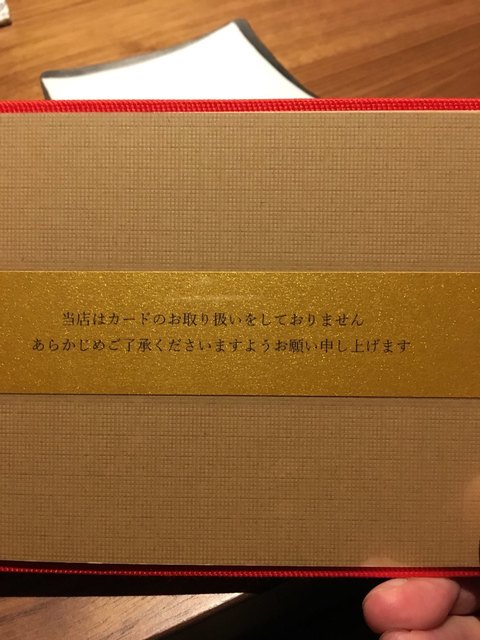 当店はカードのお取り扱いをしておりません
あらかじめご了承くださいますようお願い申し上げます